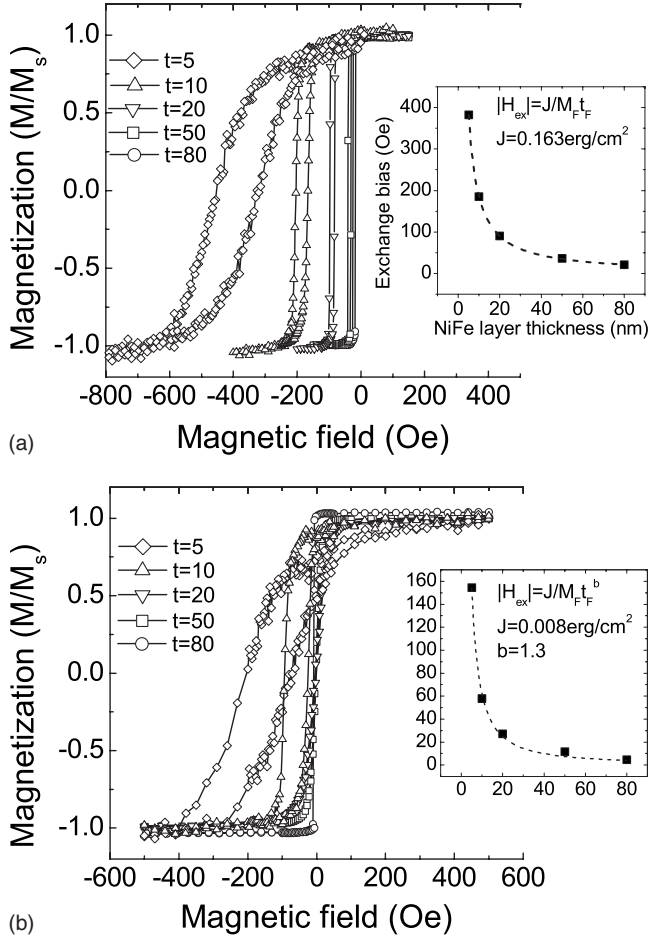 1.0
0.5
0.0
-0.5
-1.0
Magnetization (M/Ms)
t=5
t=10
t=20
t=50
t=80
-800 -600 -400 -200 0 200 400
Magnetic field (Oe)
(a)
400
300
200
100
0
Exchange bias (Oe)
|Hex|=J/MFtF
J=0.163erg/cm2
0 20 40 60 80
NiFe layer thickness (nm)
1.0
0.5
0.0
-0.5
-1.0
Magnetization (M/Ms)
t=5
t=10
t=20
t=50
t=80
-600 -400 -200 0 200 400 600
Magnetic field (Oe)
(b)
160
140
120
100
80
60
40
20
0
|Hex|=J/MFtFb
J=0.008erg/cm2
b=1.3
0 20 40 60 80